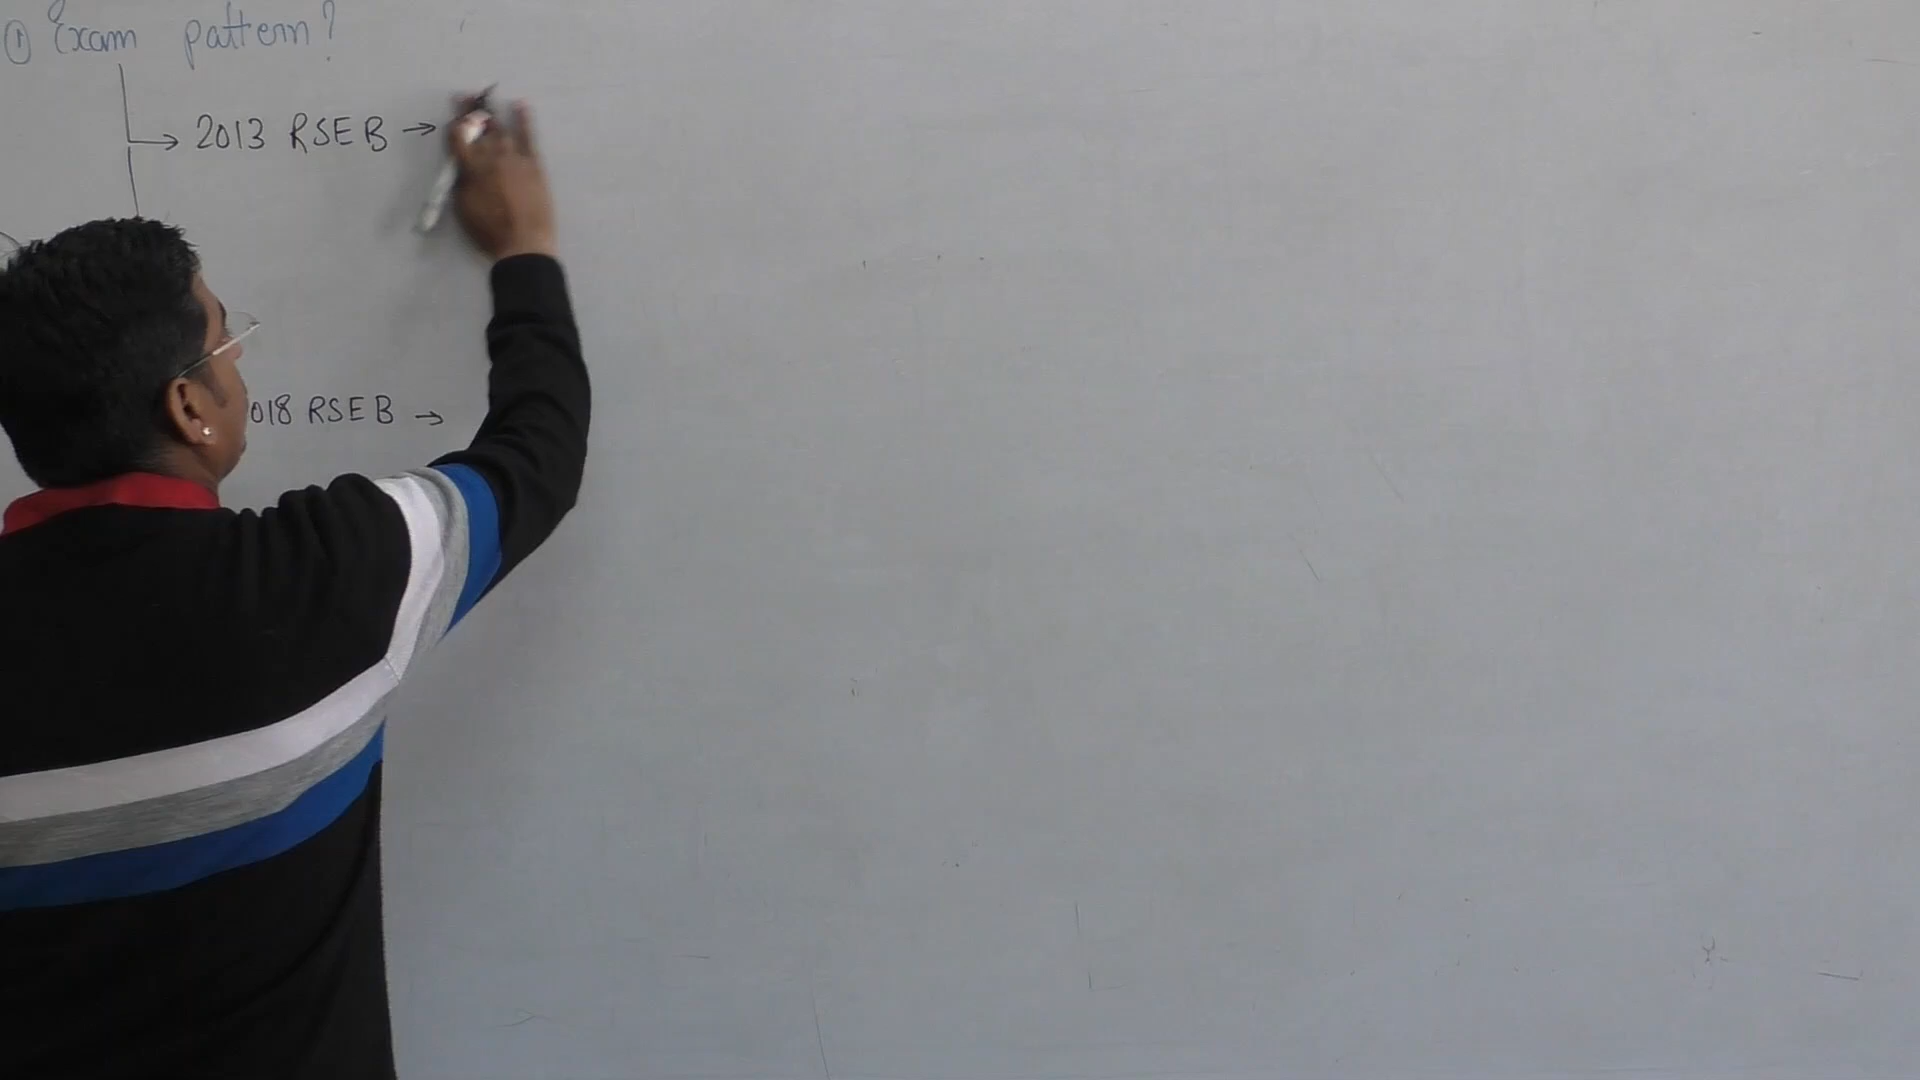 ① Exam pattern?
2013 RSEB →
018 RSEB →